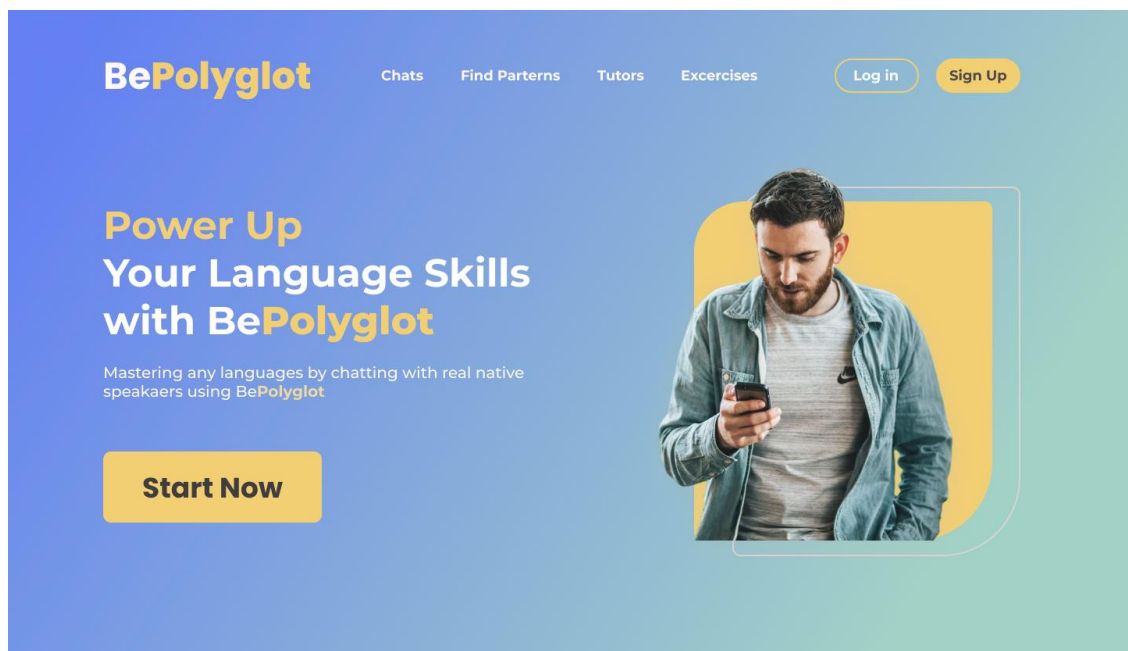 BePolyglot
Chats
Find Parterns
Tutors
Excercises
Log in
Sign Up
Power Up
Your Language Skills
with BePolyglot
Mastering any languages by chatting with real native
speakaers using BePolyglot
Start Now